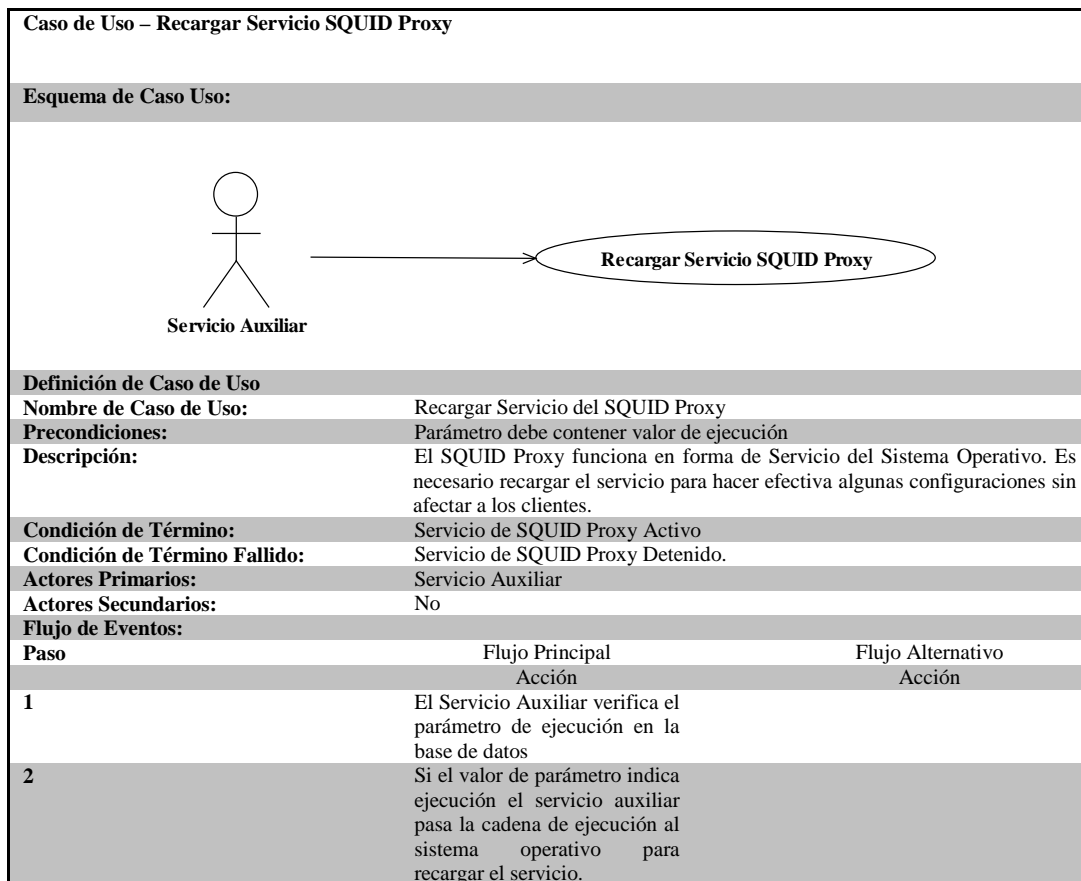 Caso de Uso – Recargar Servicio SQUID Proxy
Esquema de Caso Uso:
Recargar Servicio SQUID Proxy
Servicio Auxiliar
Definición de Caso de Uso
Nombre de Caso de Uso: Recargar Servicio del SQUID Proxy
Precondiciones: Parámetro debe contener valor de ejecución
Descripción: El SQUID Proxy funciona en forma de Servicio del Sistema Operativo. Es
necesario recargar el servicio para hacer efectiva algunas configuraciones sin
afectar a los clientes.
Condición de Término: Servicio de SQUID Proxy Activo
Condición de Término Fallido: Servicio de SQUID Proxy Detenido.
Actores Primarios: Servicio Auxiliar
Actores Secundarios: No
Flujo de Eventos:
Paso Flujo Principal Flujo Alternativo
Acción Acción
1 El Servicio Auxiliar verifica el
parámetro de ejecución en la
base de datos
2 Si el valor de parámetro indica
ejecución el servicio auxiliar
pasa la cadena de ejecución al
sistema operativo para
recargar el servicio.